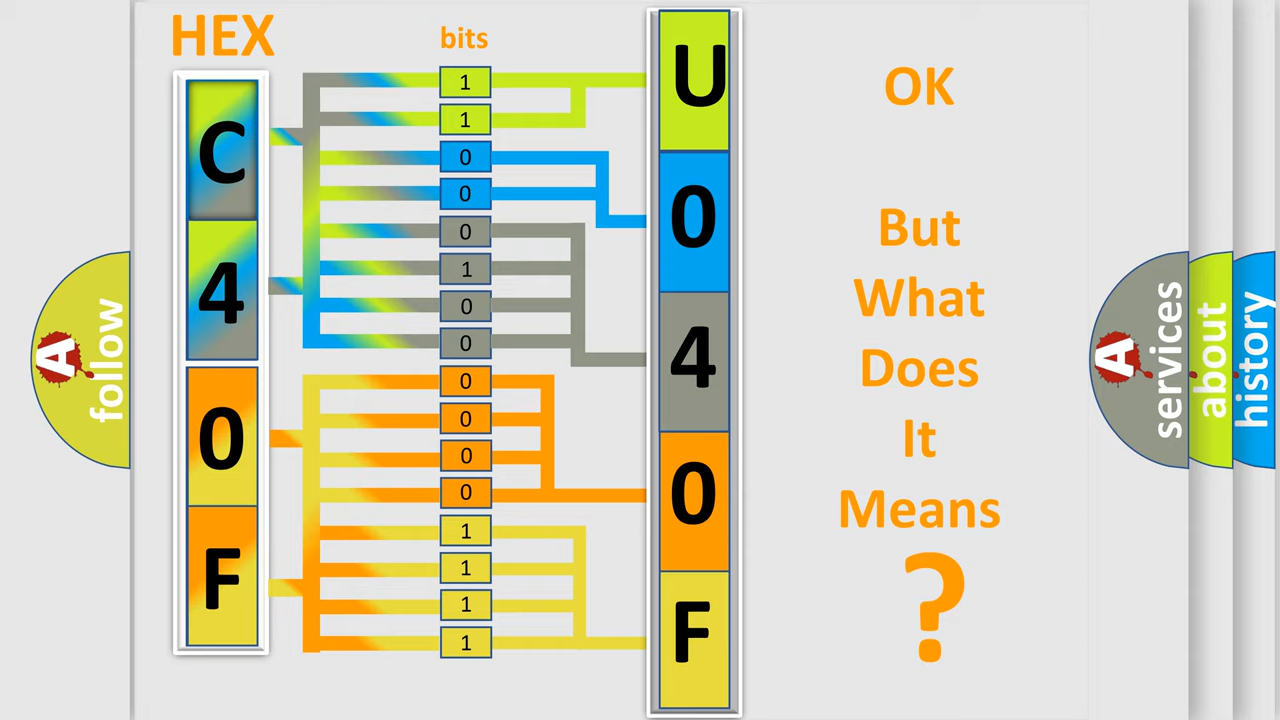 HEX
bits
C
4
0
F
1
1
0
0
0
1
0
0
0
0
0
0
1
1
1
1
U
0
4
0
F
OK
But
What
Does
It
Means
?
A
follow
A
services
about
history